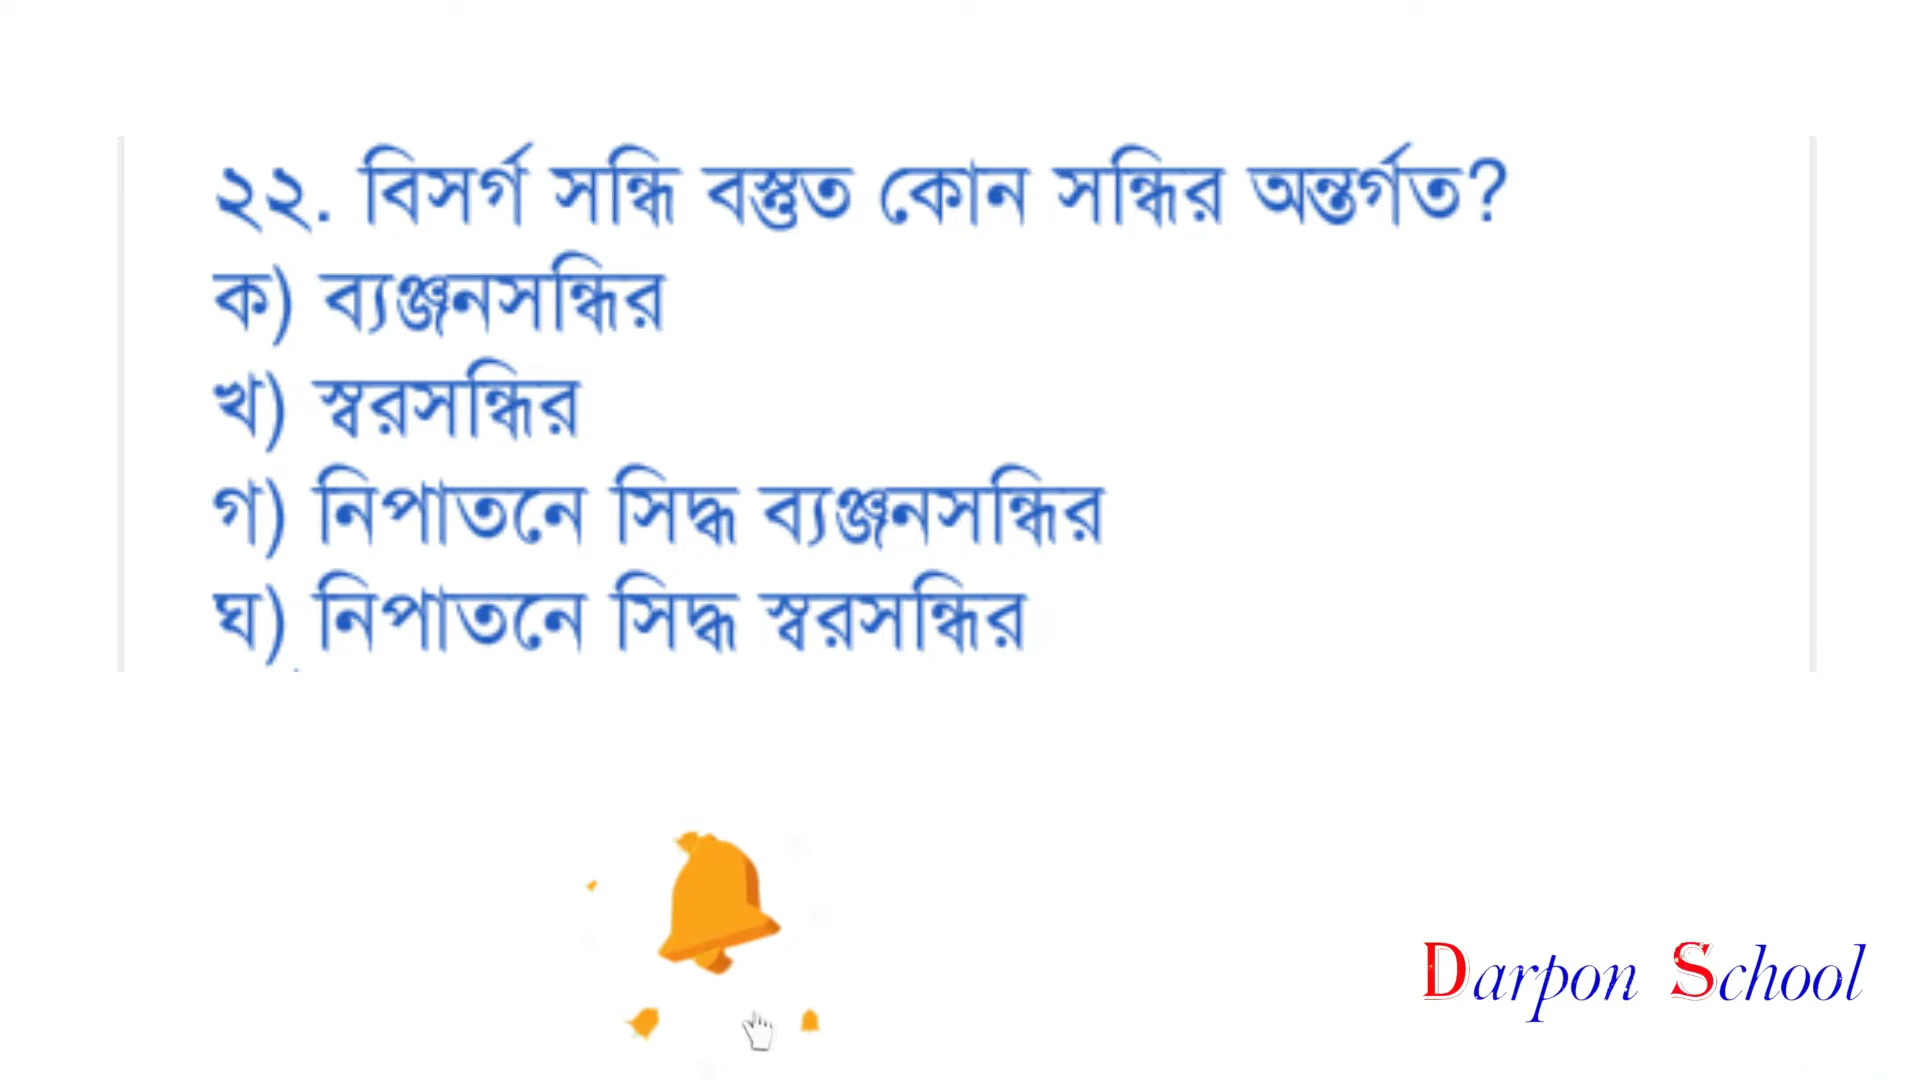 ২২. বিসর্গ সন্ধি বস্তুত কোন সন্ধির অন্তর্গত?
ক) ব্যঞ্জনসন্ধির
খ) স্বরসন্ধির
গ) নিপাতনে সিদ্ধ ব্যঞ্জনসন্ধির
ঘ) নিপাতনে সিদ্ধ স্বরসন্ধির
Darpon School